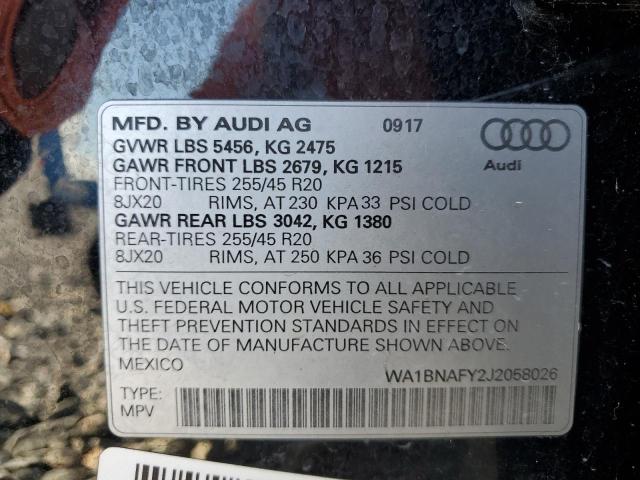 MFD. BY AUDI AG 0917
GVWR LBS 5456, KG 2475
GAWR FRONT LBS 2679, KG 1215 Audi
FRONT-TIRES 255/45 R20
8JX20 RIMS, AT 230 KPA 33 PSI COLD
GAWR REAR LBS 3042, KG 1380
REAR-TIRES 255/45 R20
8JX20 RIMS, AT 250 KPA 36 PSI COLD
THIS VEHICLE CONFORMS TO ALL APPLICABLE
U.S. FEDERAL MOTOR VEHICLE SAFETY AND
THEFT PREVENTION STANDARDS IN EFFECT ON
THE DATE OF MANUFACTURE SHOWN ABOVE.
MEXICO WA1BNAFY2J2058026
TYPE:
MPV